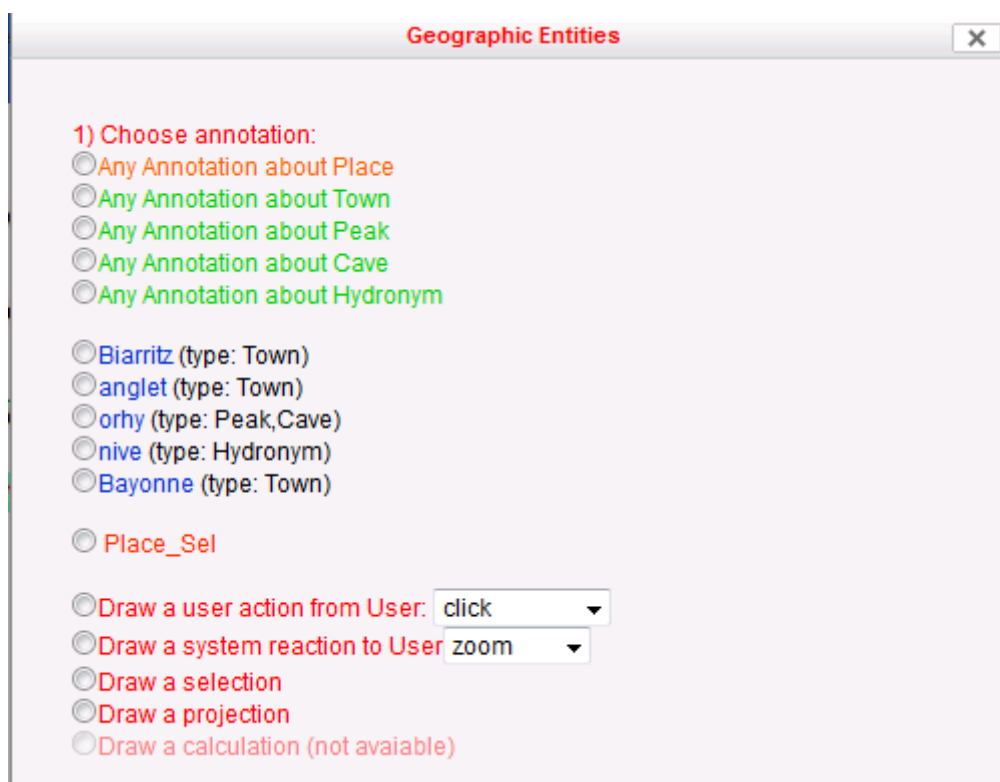 Geographic Entities
1) Choose annotation:
Any Annotation about Place
Any Annotation about Town
Any Annotation about Peak
Any Annotation about Cave
Any Annotation about Hydronym
Biarritz (type: Town)
anglet (type: Town)
orhy (type: Peak,Cave)
nive (type: Hydronym)
Bayonne (type: Town)
Place_Sel
Draw a user action from User: click
Draw a system reaction to User zoom
Draw a selection
Draw a projection
Draw a calculation (not avaiable)